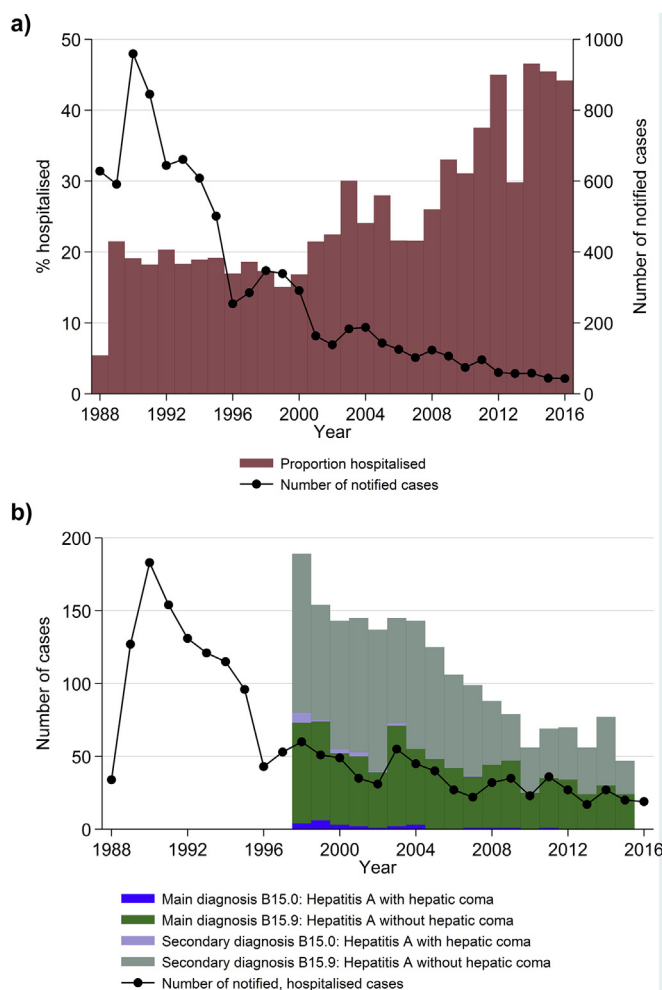 a)
50
40
30
20
10
0
% hospitalised
1000
800
600
400
200
0
Number of notified cases
1988 1992 1996 2000 2004 2008 2012 2016
Year
Proportion hospitalised
Number of notified cases
b)
200
150
100
50
0
Number of cases
1988 1992 1996 2000 2004 2008 2012 2016
Year
Main diagnosis B15.0: Hepatitis A with hepatic coma
Main diagnosis B15.9: Hepatitis A without hepatic coma
Secondary diagnosis B15.0: Hepatitis A with hepatic coma
Secondary diagnosis B15.9: Hepatitis A without hepatic coma
Number of notified, hospitalised cases